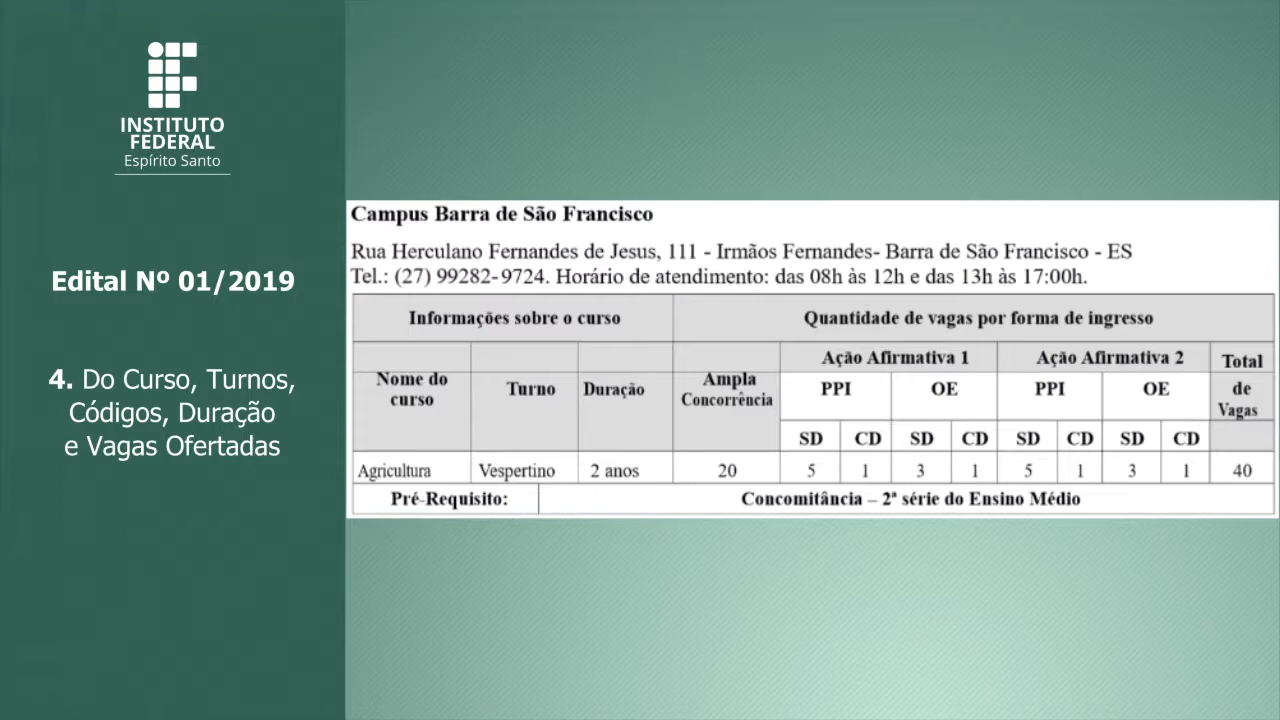 INSTITUTO
FEDERAL
Espírito Santo
Edital Nº 01/2019
4. Do Curso, Turnos,
Códigos, Duração
e Vagas Ofertadas
Campus Barra de São Francisco
Rua Herculano Fernandes de Jesus, 111 - Irmãos Fernandes- Barra de São Francisco - ES
Tel.: (27) 99282-9724. Horário de atendimento: das 08h às 12h e das 13h às 17:00h.
Informações sobre o curso Quantidade de vagas por forma de ingresso
Ação Afirmativa 1 Ação Afirmativa 2 Total
Nome do Turno Duração Ampla PPI OE PPI OE de
curso Concorrência Vagas
SD CD SD CD SD CD SD CD
Agricultura Vespertino 2 anos 20 5 1 3 1 5 1 3 1 40
Pré-Requisito: Concomitância – 2ª série do Ensino Médio